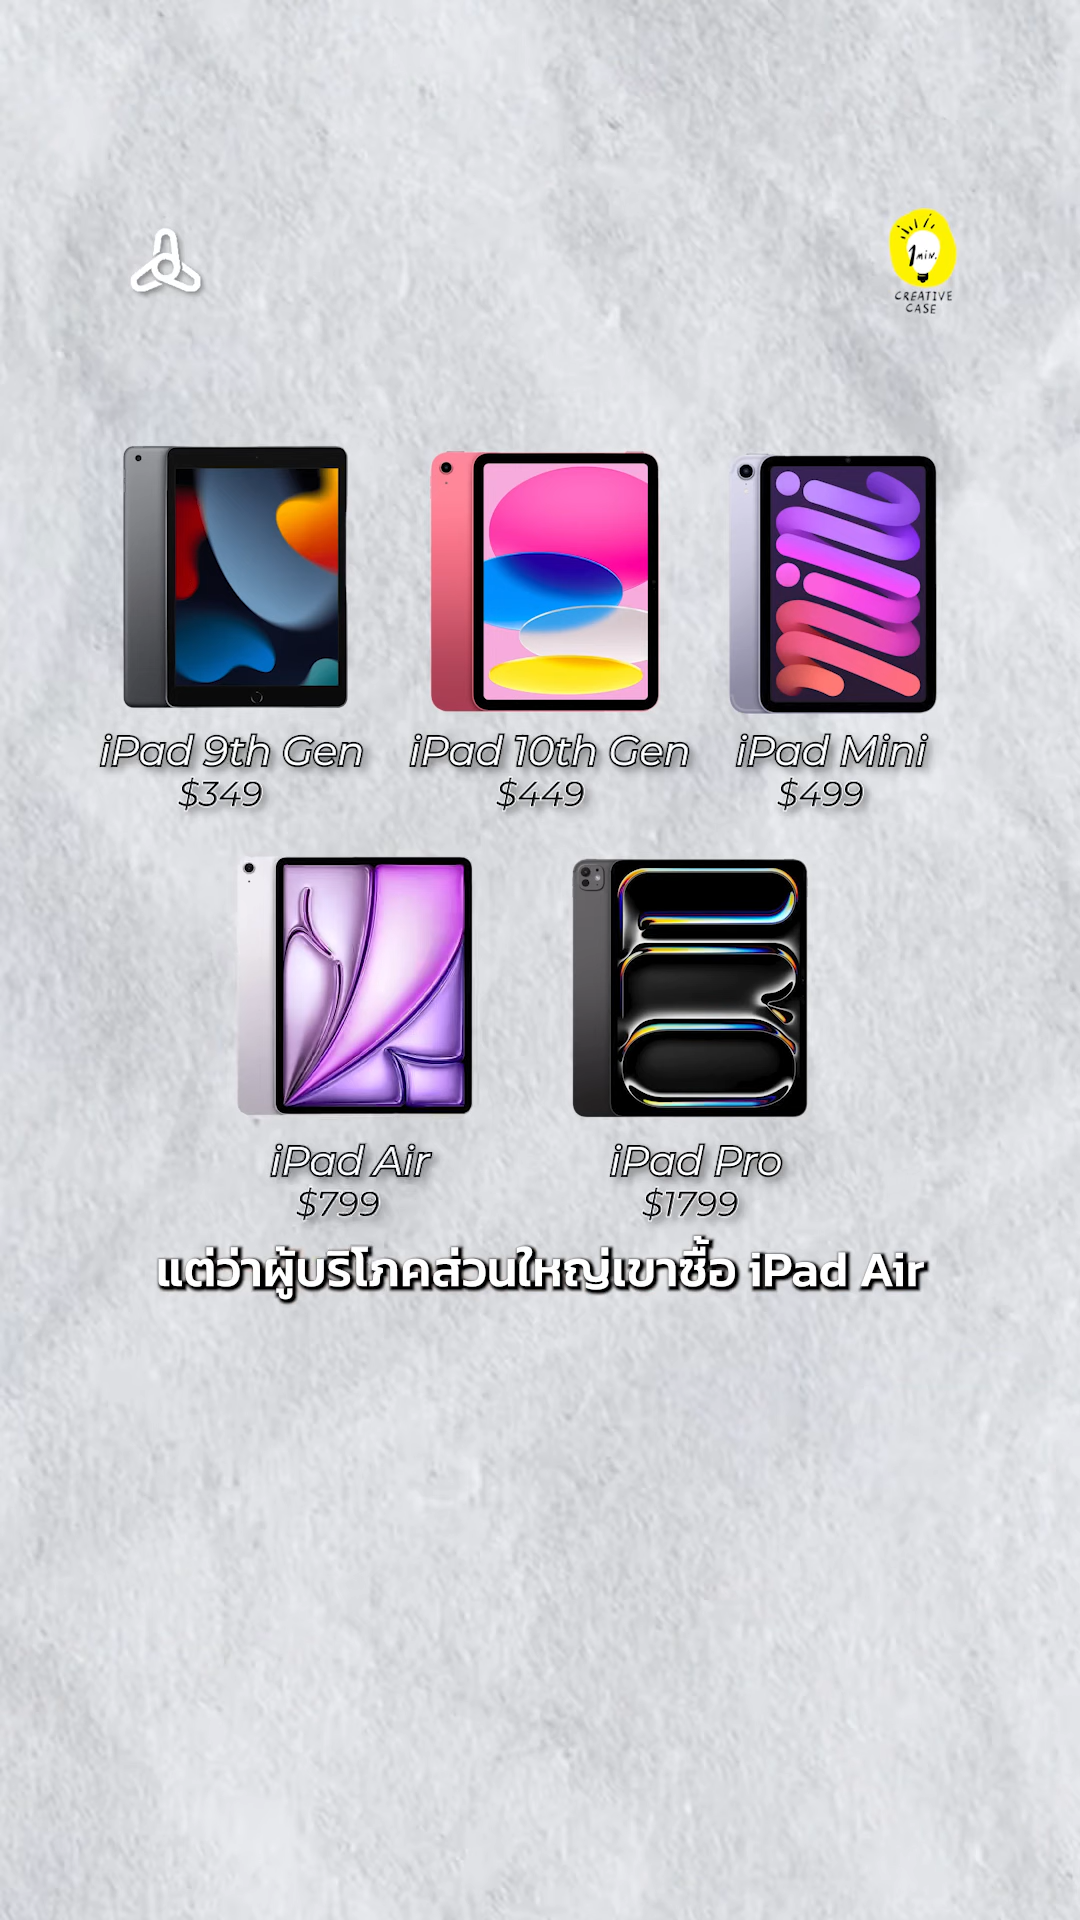 1 MIN.
CREATIVE
CASE
iPad 9th Gen
$349
iPad 10th Gen
$449
iPad Mini
$499
iPad Air
$799
iPad Pro
$1799
แต่ว่าผู้บริโภคส่วนใหญ่เขาซื้อ iPad Air